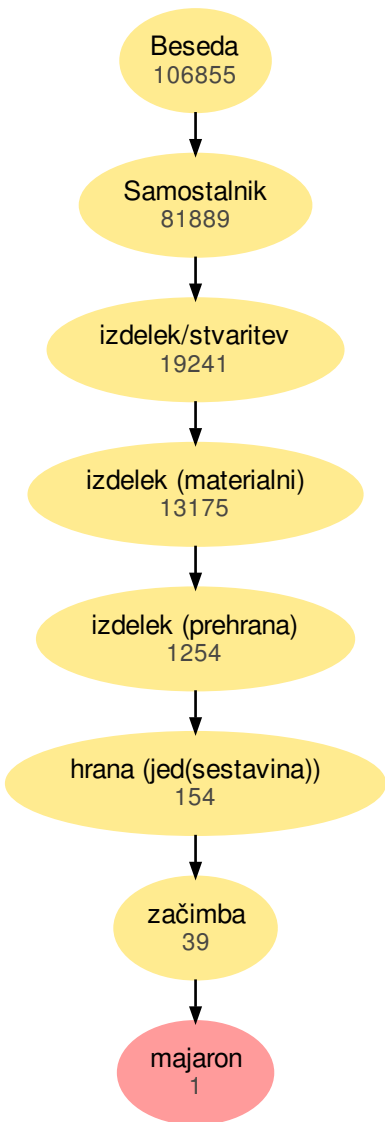 Beseda
106855
Samostalnik
81889
izdelek/stvaritev
19241
izdelek (materialni)
13175
izdelek (prehrana)
1254
hrana (jed(sestavina))
154
začimba
39
majaron
1